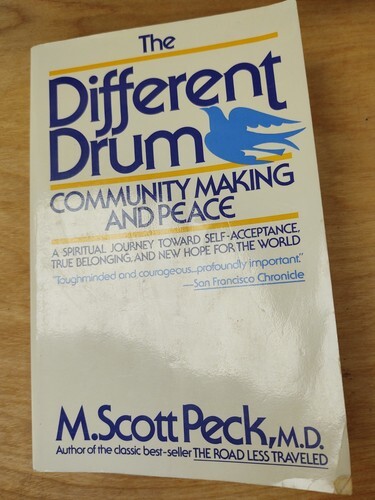 The
Different
Drum
COMMUNITY MAKING
AND PEACE
A SPIRITUAL JOURNEY TOWARD SELF-ACCEPTANCE,
TRUE BELONGING, AND NEW HOPE FOR THE WORLD
"Toughminded and courageous...profoundly important."
—San Francisco Chronicle
M. Scott Peck, M.D.
Author of the classic best-seller THE ROAD LESS TRAVELED